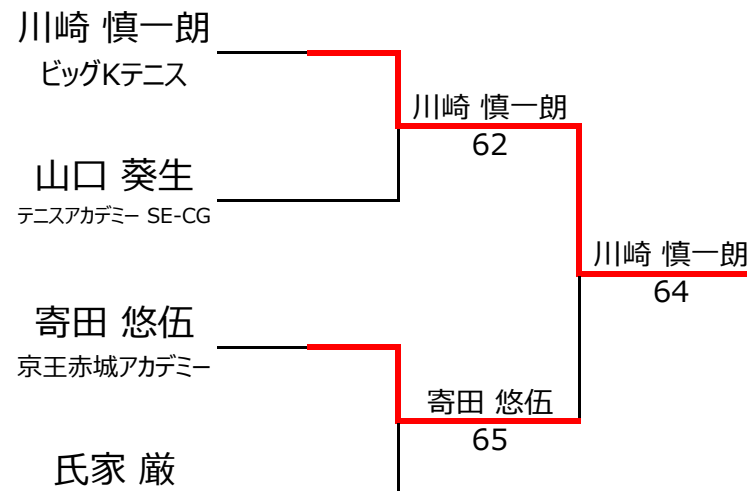 川崎 慎一朗
ビッグKテニス
川崎 慎一朗
62
山口 葵生
テニスアカデミー SE-CG
川崎 慎一朗
64
寄田 悠伍
京王赤城アカデミー
寄田 悠伍
65
氏家 厳